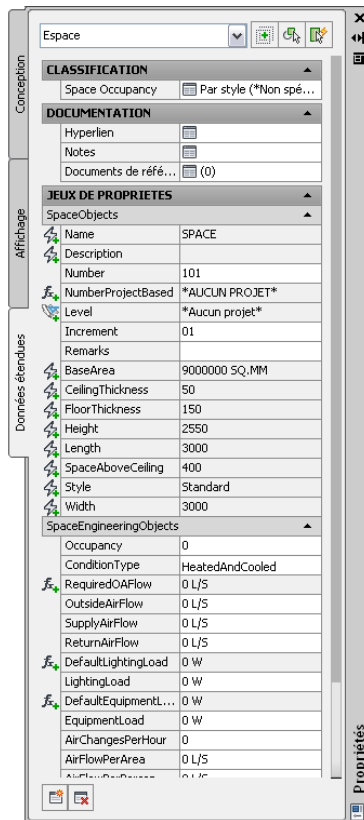 Espace
Conception
Affichage
Données étendues
CLASSIFICATION
Space Occupancy Par style (*Non spé...
DOCUMENTATION
Hyperlien
Notes
Documents de réfé... (0)
JEUX DE PROPRIETES
SpaceObjects
Name SPACE
Description
Number 101
NumberProjectBased *AUCUN PROJET*
Level *Aucun projet*
Increment 01
Remarks
BaseArea 9000000 SQ.MM
CeilingThickness 50
FloorThickness 150
Height 2550
Length 3000
SpaceAboveCeiling 400
Style Standard
Width 3000
SpaceEngineeringObjects
Occupancy 0
ConditionType HeatedAndCooled
RequiredOAFlow 0 L/S
OutsideAirFlow 0 L/S
SupplyAirFlow 0 L/S
ReturnAirFlow 0 L/S
DefaultLightingLoad 0 W
LightingLoad 0 W
DefaultEquipmentL... 0 W
EquipmentLoad 0 W
AirChangesPerHour 0
AirFlowPerArea 0 L/S
Propriétés